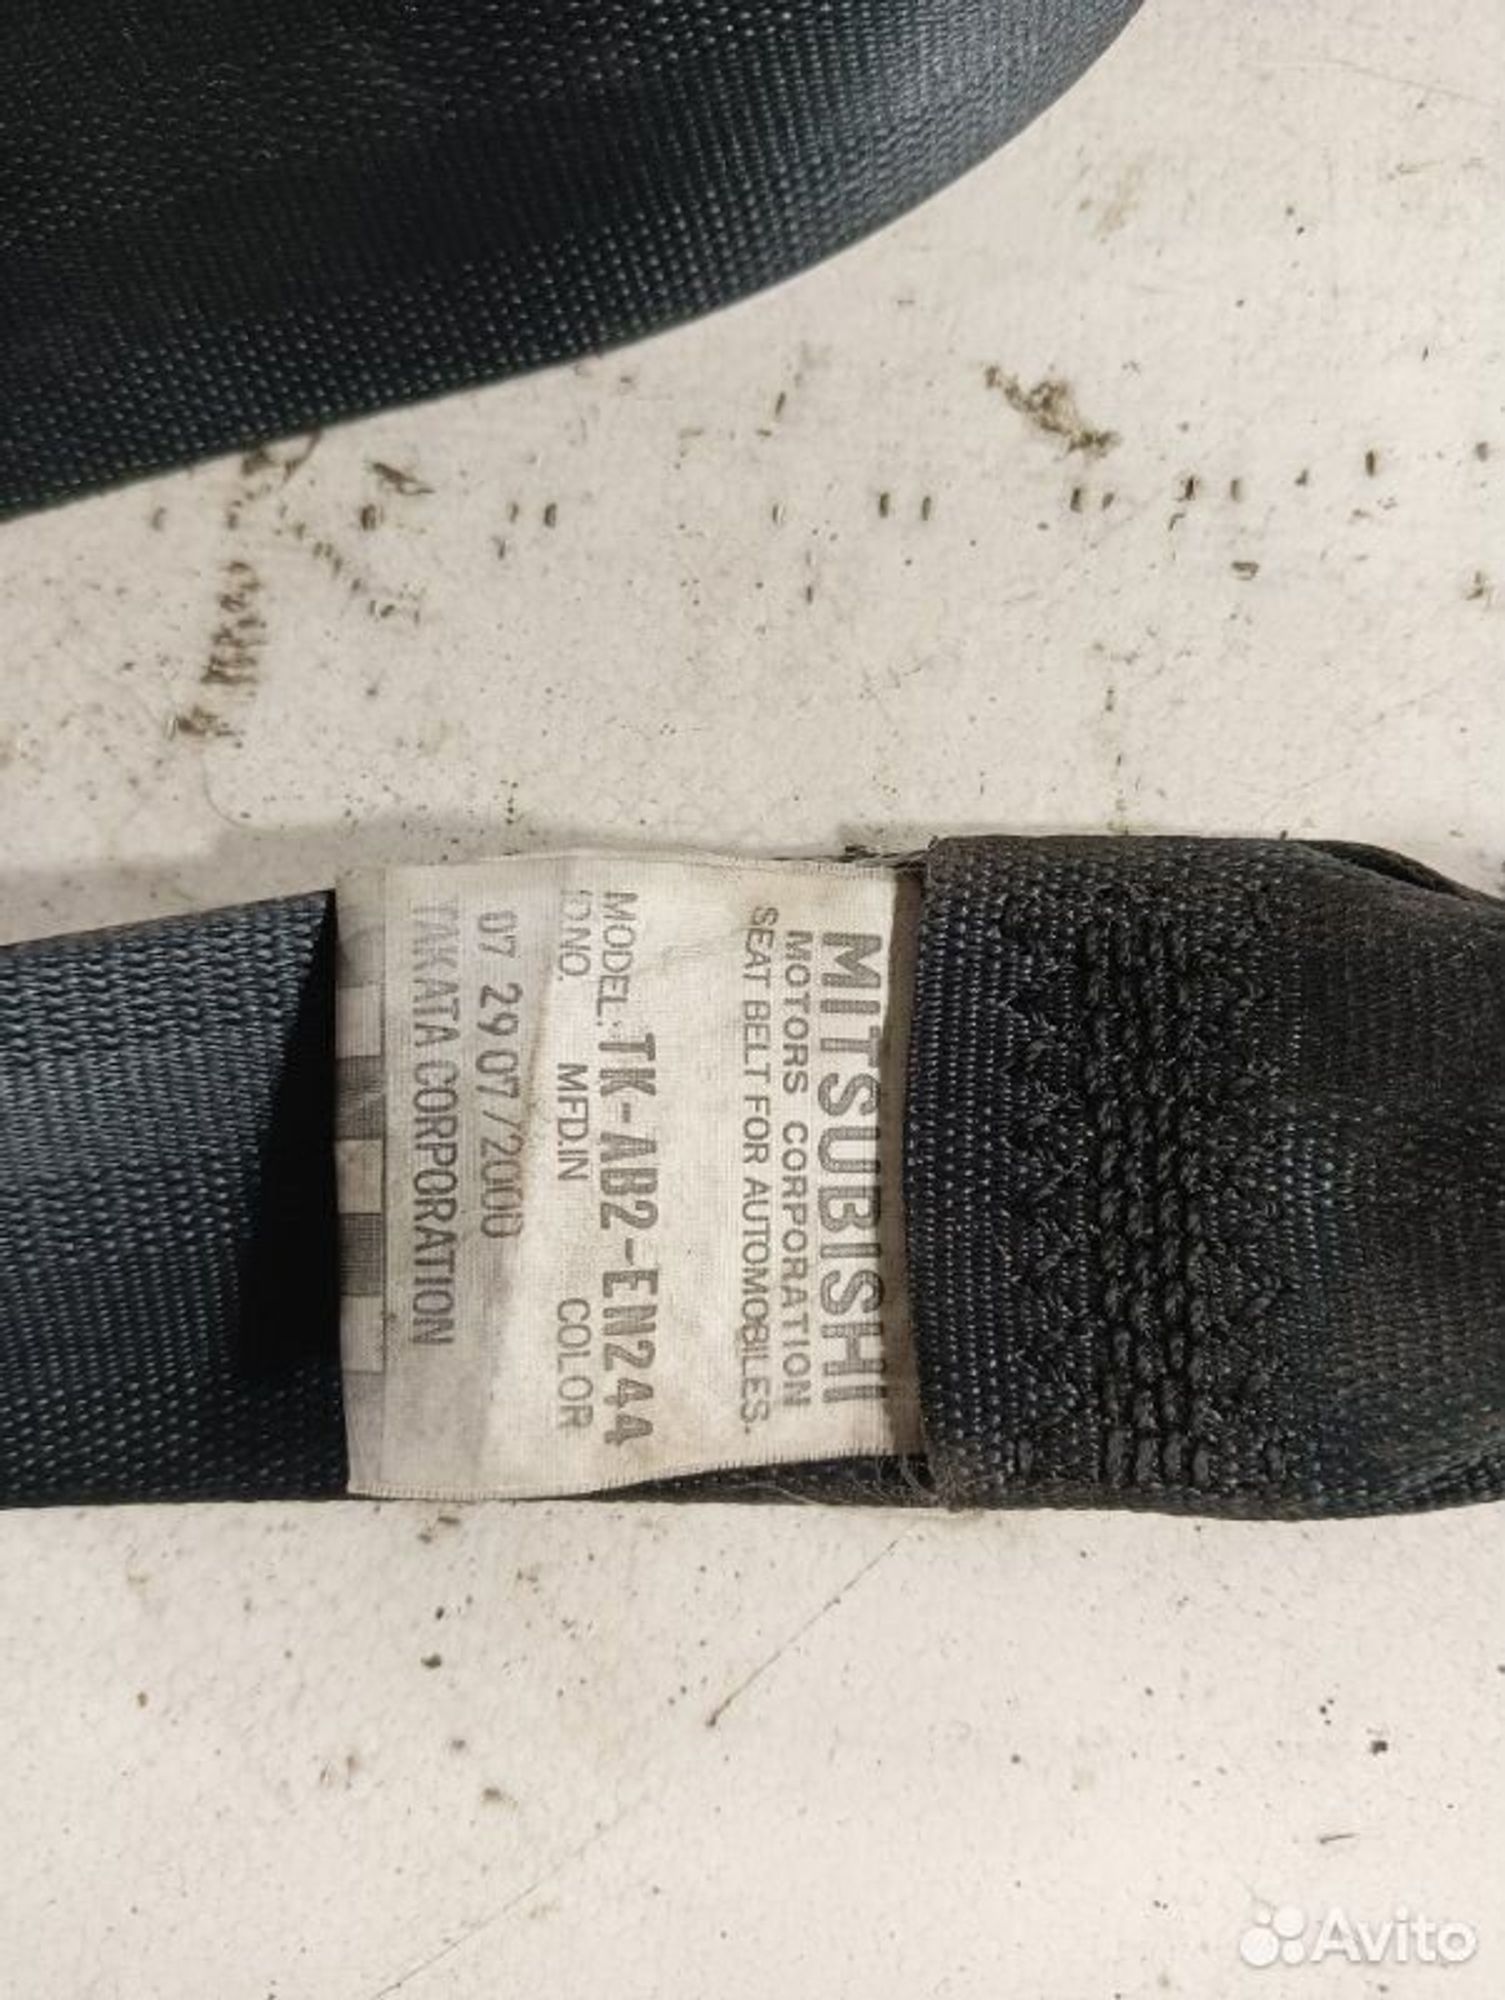 MITSUBISHI
MOTORS CORPORATION
SEAT BELT FOR AUTOMOBILES.
MODEL. TK-AB2-EN244
ID NO. MFD.IN COLOR
07 29 07/2000
TAKATA CORPORATION
Avito